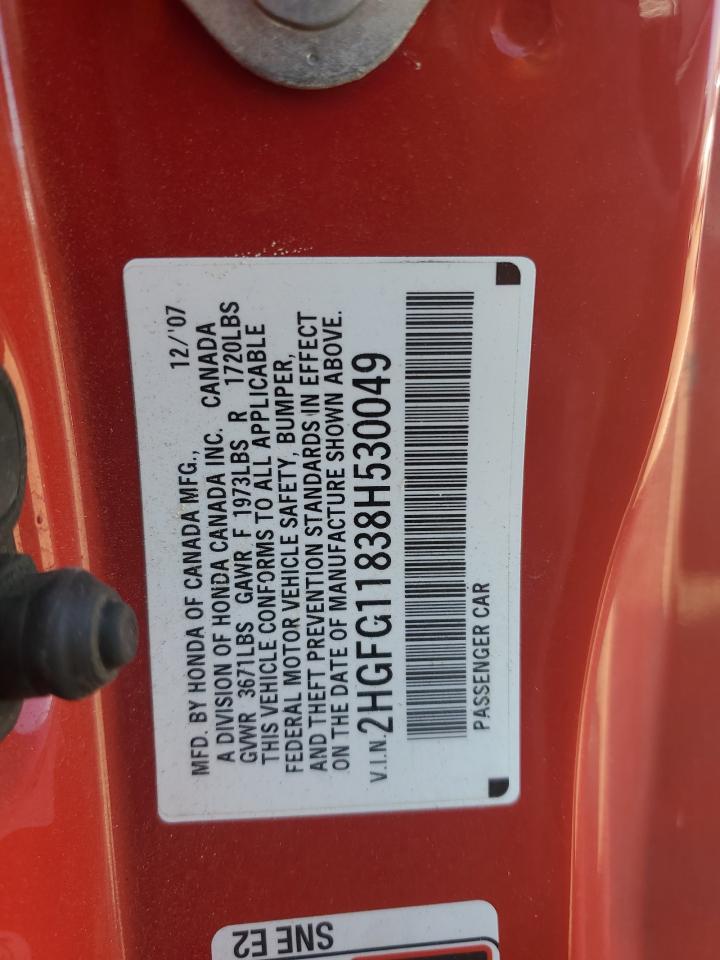 MFD. BY HONDA OF CANADA MFG., 12/'07
A DIVISION OF HONDA CANADA INC. CANADA
GVWR 3671LBS GAWR F 1973LBS R 1720LBS
THIS VEHICLE CONFORMS TO ALL APPLICABLE
FEDERAL MOTOR VEHICLE SAFETY, BUMPER,
AND THEFT PREVENTION STANDARDS IN EFFECT
ON THE DATE OF MANUFACTURE SHOWN ABOVE.
V.I.N. 2HGFG11838H530049
PASSENGER CAR
SNE E2